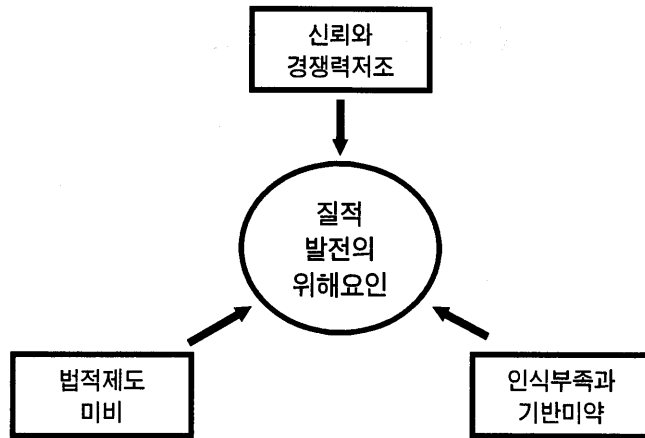 신뢰와
경쟁력저조
질적
발전의
위해요인
법적제도
미비
인식부족과
기반미약